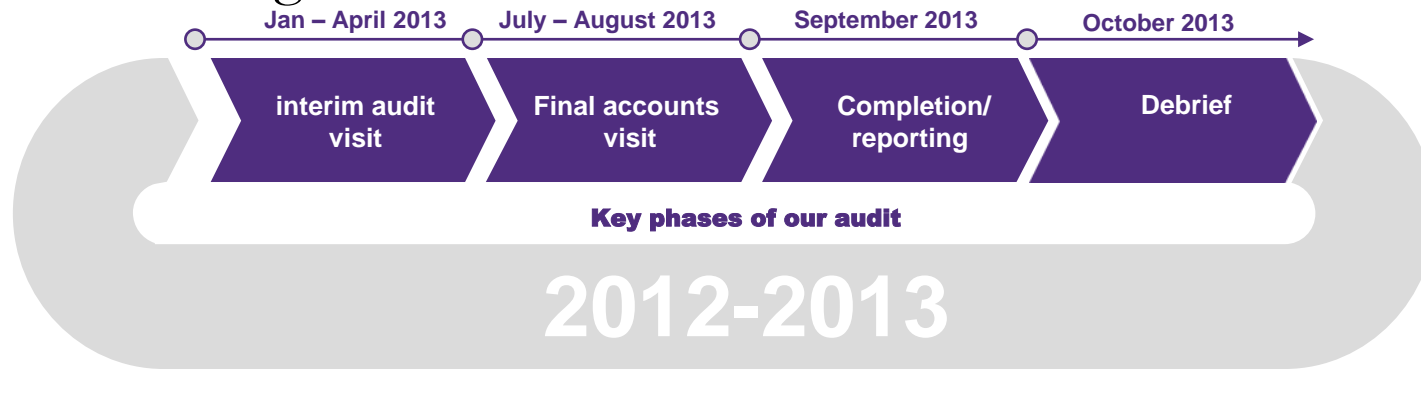 Jan – April 2013 July – August 2013 September 2013 October 2013
interim audit
visit
Final accounts
visit
Completion/
reporting
Debrief
Key phases of our audit
2012-2013